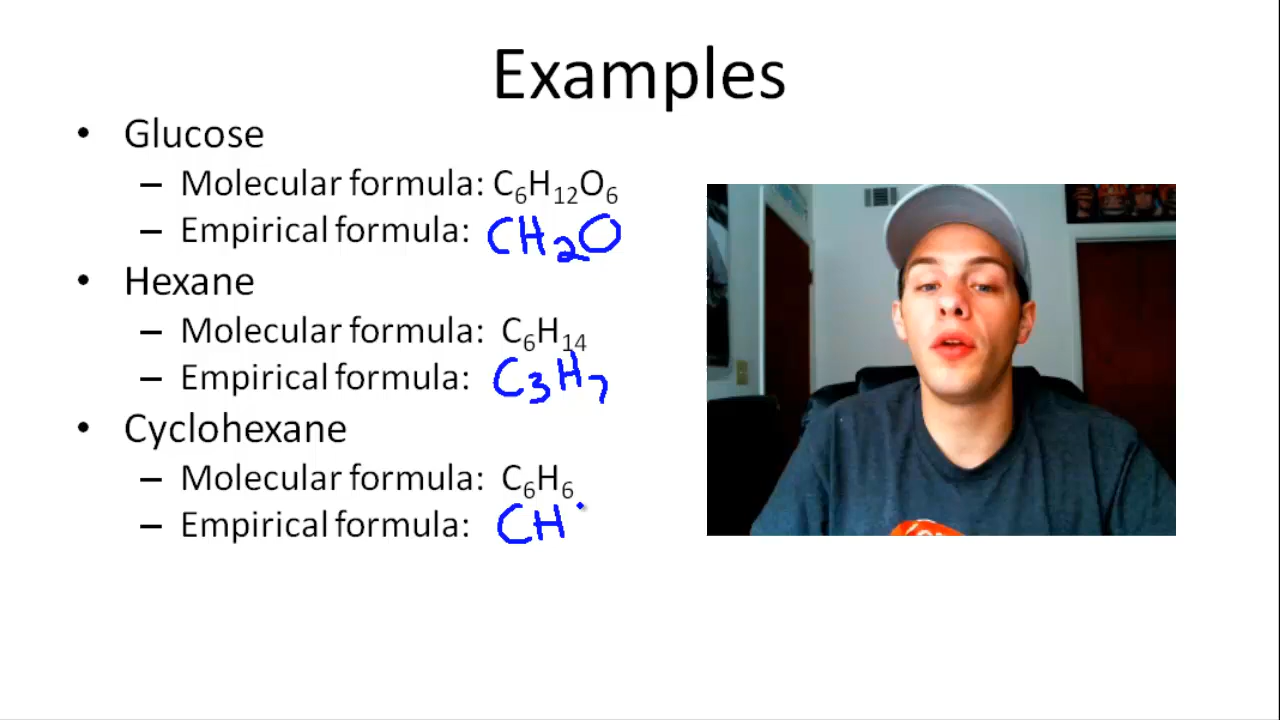 Examples
• Glucose
– Molecular formula: C₆H₁₂O₆
– Empirical formula: CH₂O
• Hexane
– Molecular formula: C₆H₁₄
– Empirical formula: C₃H₇
• Cyclohexane
– Molecular formula: C₆H₆
– Empirical formula: CH